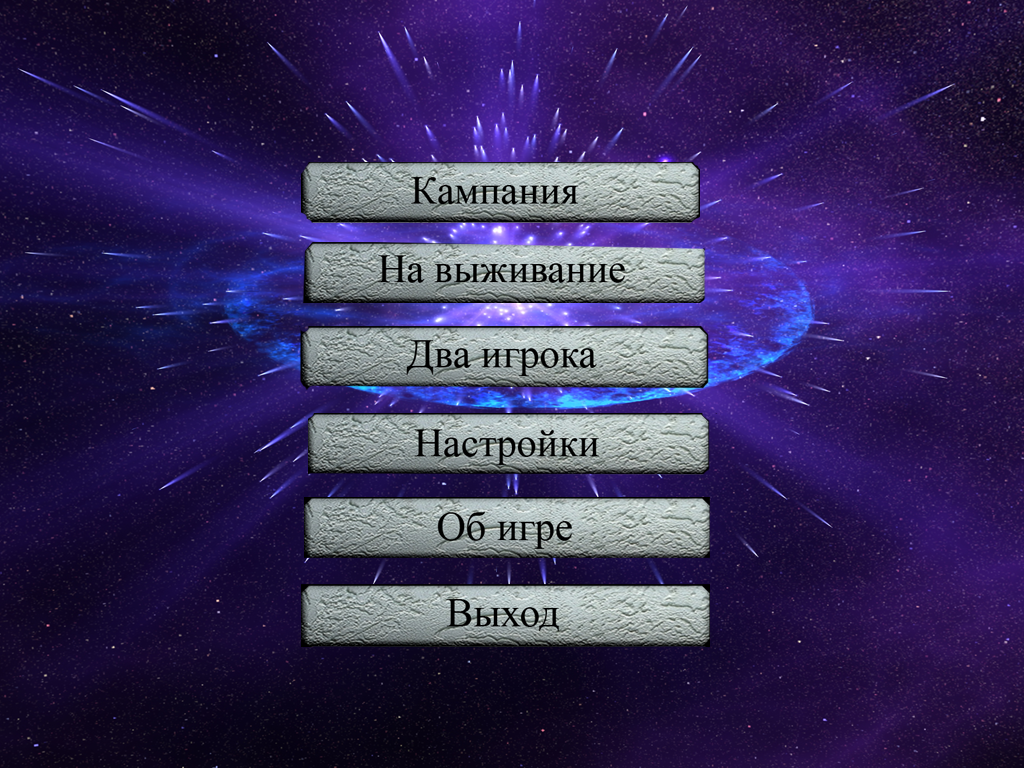 Кампания
На выживание
Два игрока
Настройки
Об игре
Выход